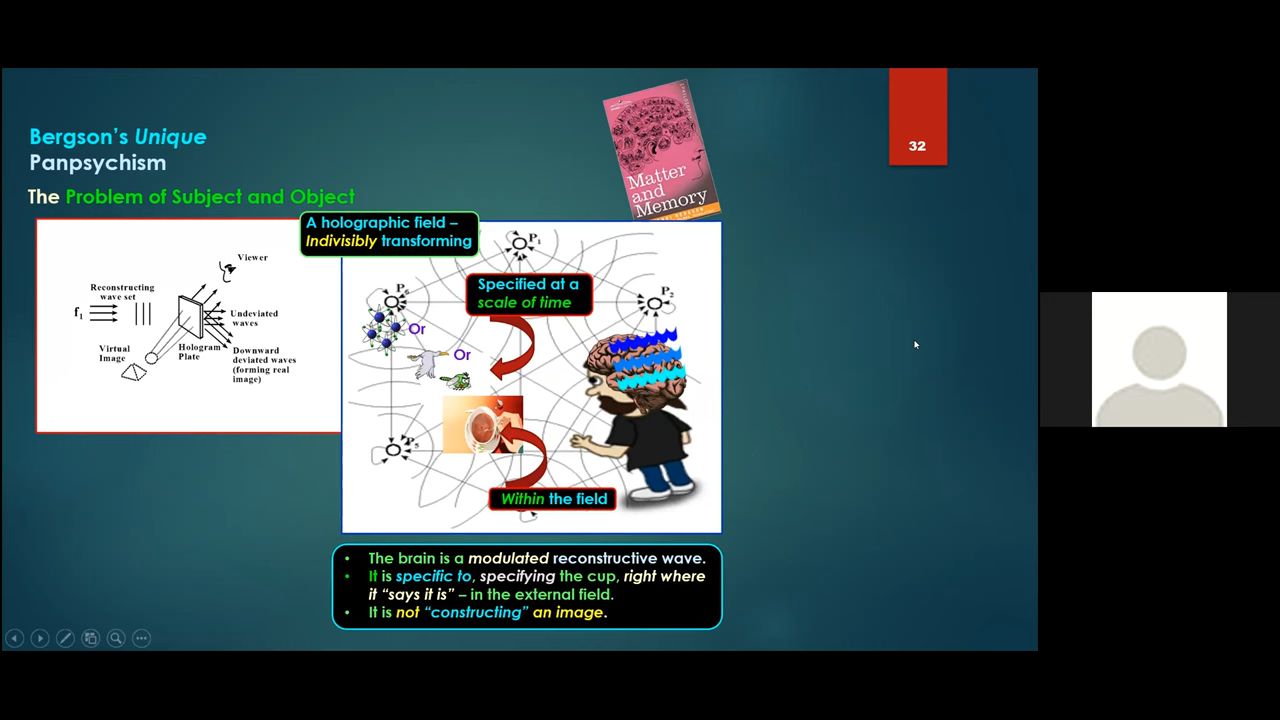 32
Bergson's Unique
Panpsychism
The Problem of Subject and Object
Matter
and
Memory
A holographic field –
Indivisibly transforming
Viewer
Reconstructing
wave set
f1
Undeviated
waves
Virtual
Image
Hologram
Plate
Downward
deviated waves
(forming real
image)
P1
P6
P2
Specified at a
scale of time
Or
Or
P5
Within the field
• The brain is a modulated reconstructive wave.
• It is specific to, specifying the cup, right where
it “says it is” – in the external field.
• It is not “constructing” an image.